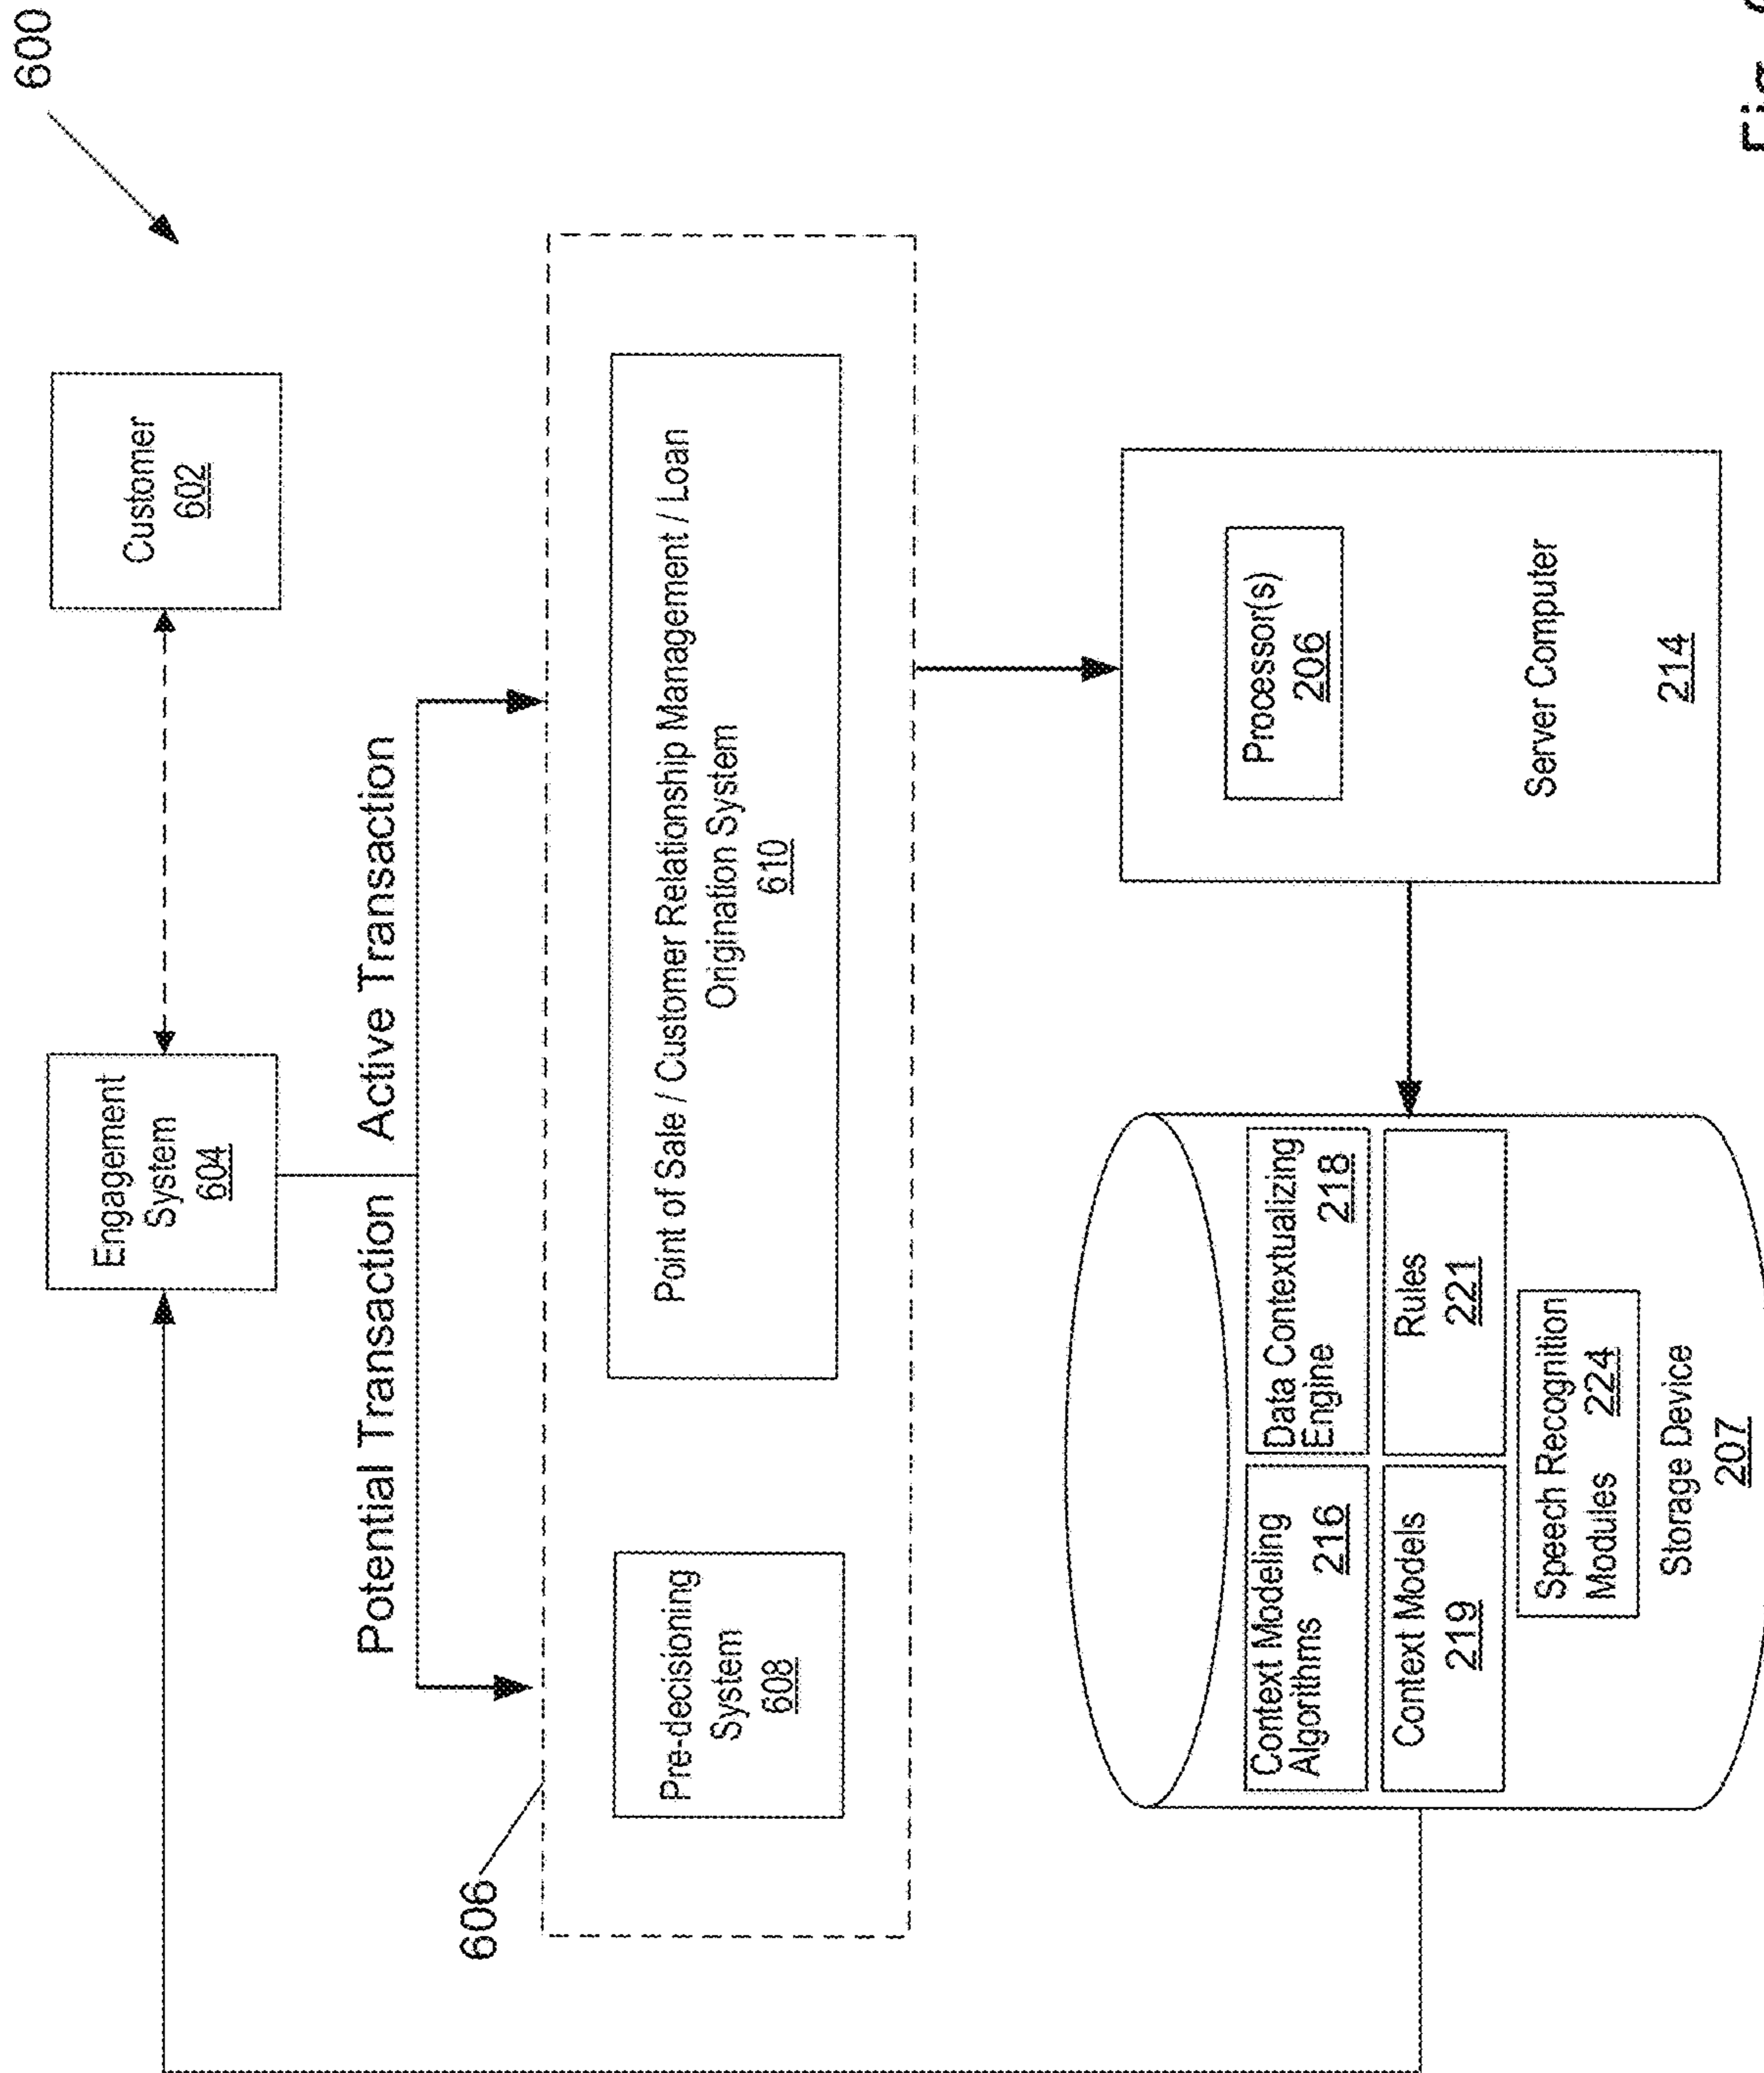 600
Engagement
System
604
Customer
602
Potential Transaction
Active Transaction
606
Pre-decisioning
System
608
Point of Sale / Customer Relationship Management / Loan
Origination System
610
Context Modeling
Algorithms 216
Data Contextualizing
Engine 218
Context Models
219
Rules
221
Speech Recognition
Modules 224
Storage Device
207
Processor(s)
206
Server Computer
214
Fig.